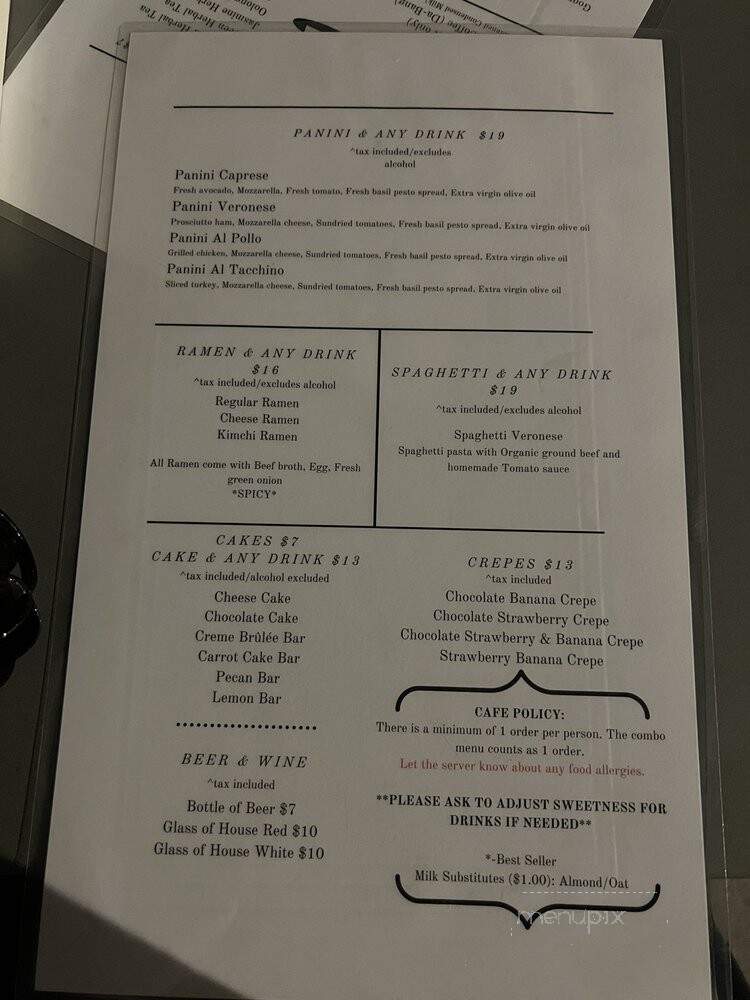 Jasmine Herbal Tea
PANINI & ANY DRINK $19
^tax included/excludes
alcohol
Panini Caprese
Fresh avocado, Mozzarella, Fresh tomato, Fresh basil pesto spread, Extra virgin olive oil
Panini Veronese
Prosciutto ham, Mozzarella cheese, Sundried tomatoes, Fresh basil pesto spread, Extra virgin olive oil
Panini Al Pollo
Grilled chicken, Mozzarella cheese, Sundried tomatoes, Fresh basil pesto spread, Extra virgin olive oil
Panini Al Tacchino
Sliced turkey, Mozzarella cheese, Sundried tomatoes, Fresh basil pesto spread, Extra virgin olive oil
RAMEN & ANY DRINK
$16
^tax included/excludes alcohol
Regular Ramen
Cheese Ramen
Kimchi Ramen
All Ramen come with Beef broth, Egg, Fresh
green onion
*SPICY*
SPAGHETTI & ANY DRINK
$19
^tax included/excludes alcohol
Spaghetti Veronese
Spaghetti pasta with Organic ground beef and
homemade Tomato sauce
CAKES $7
CAKE & ANY DRINK $13
^tax included/alcohol excluded
Cheese Cake
Chocolate Cake
Creme Brûlée Bar
Carrot Cake Bar
Pecan Bar
Lemon Bar
BEER & WINE
^tax included
Bottle of Beer $7
Glass of House Red $10
Glass of House White $10
CREPES $13
^tax included
Chocolate Banana Crepe
Chocolate Strawberry Crepe
Chocolate Strawberry & Banana Crepe
Strawberry Banana Crepe
CAFE POLICY:
There is a minimum of 1 order per person. The combo
menu counts as 1 order.
Let the server know about any food allergies.
**PLEASE ASK TO ADJUST SWEETNESS FOR
DRINKS IF NEEDED**
*-Best Seller
Milk Substitutes ($1.00): Almond/Oat
menupix